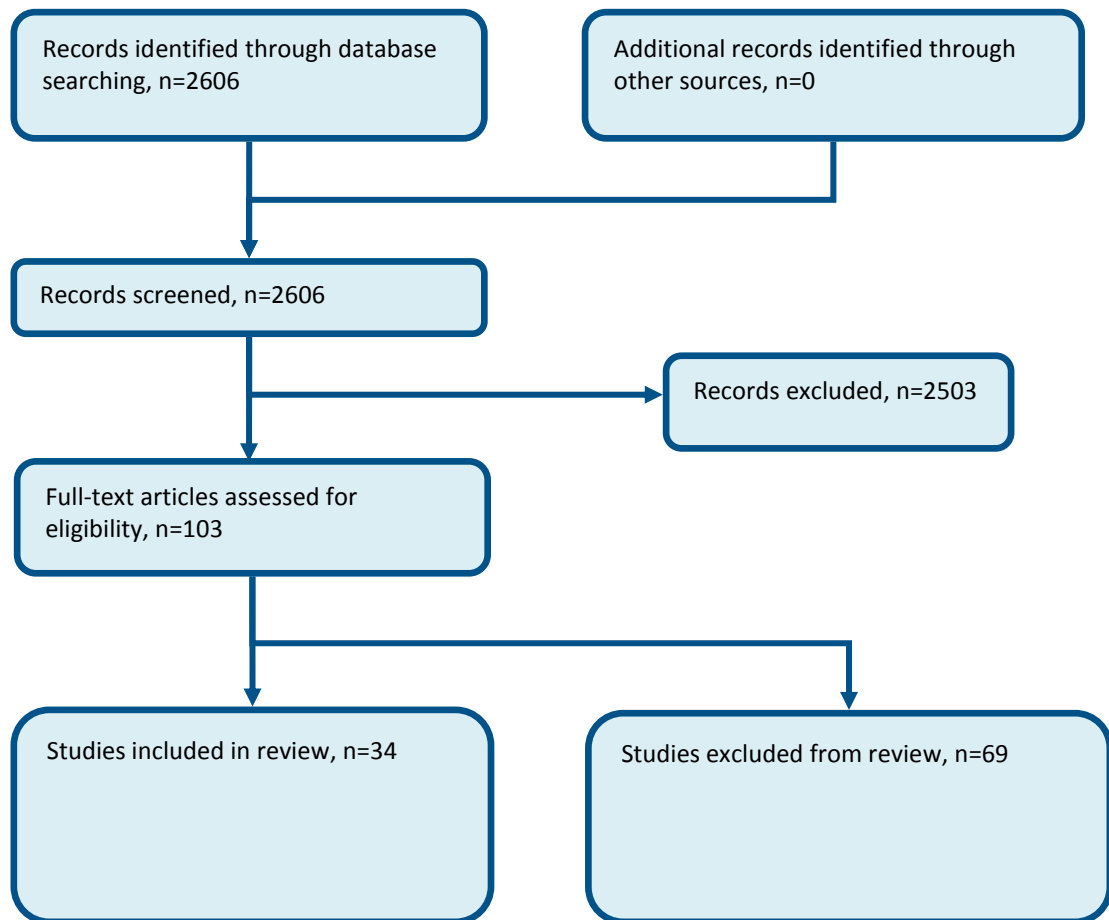 Records identified through database
searching, n=2606
Additional records identified through
other sources, n=0
Records screened, n=2606
Records excluded, n=2503
Full-text articles assessed for
eligibility, n=103
Studies included in review, n=34
Studies excluded from review, n=69